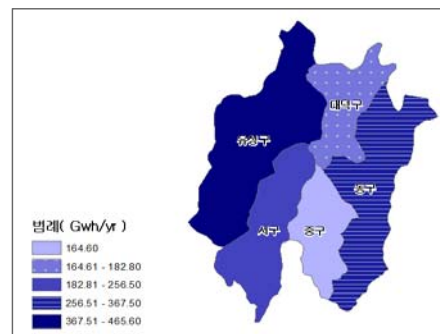 대덕구
유성구
동구
서구
중구
범례( Gwh/yr )
164.60
164.61 - 182.80
182.81 - 256.50
256.51 - 367.50
367.51 - 465.60